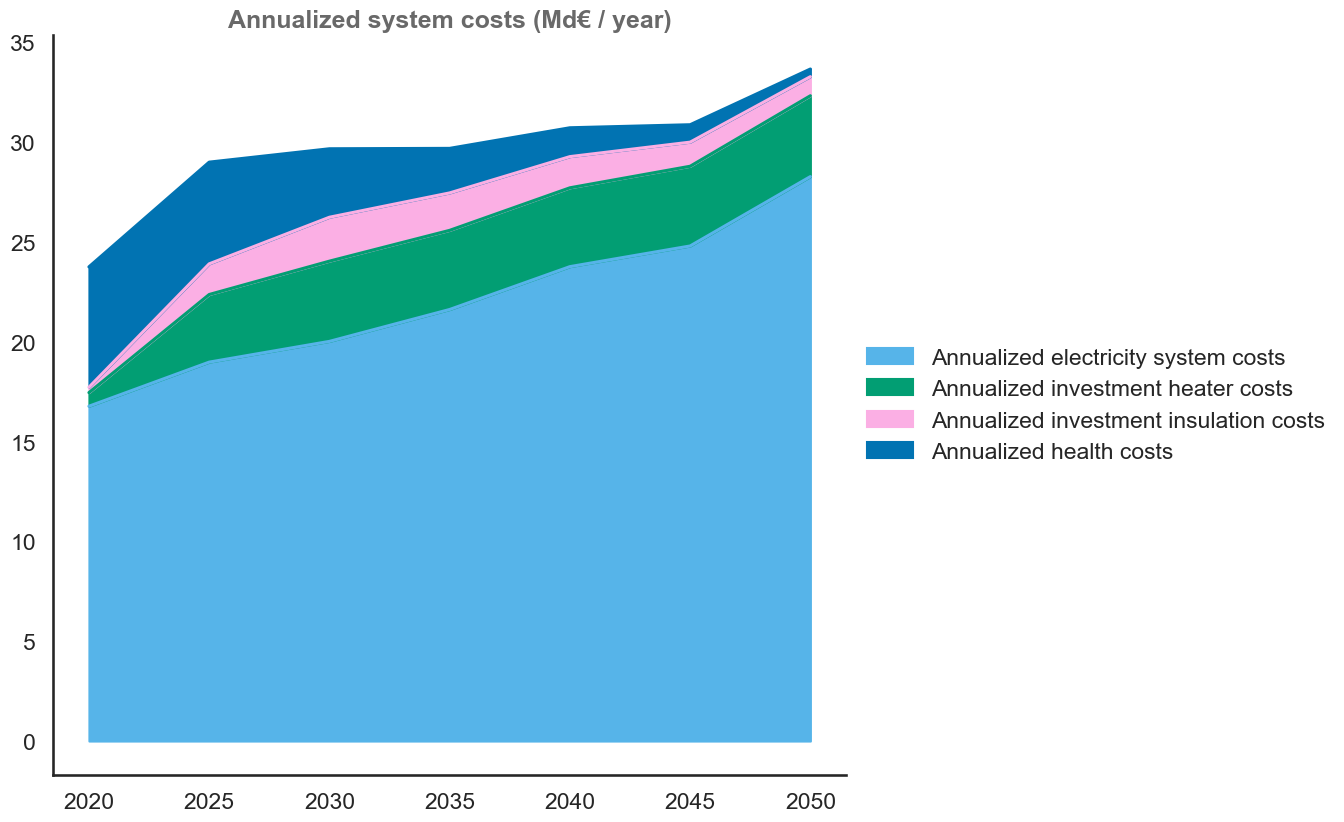 Annualized system costs (Md€ / year)
35
30
25
20
15
10
5
0
2020 2025 2030 2035 2040 2045 2050
Annualized electricity system costs
Annualized investment heater costs
Annualized investment insulation costs
Annualized health costs